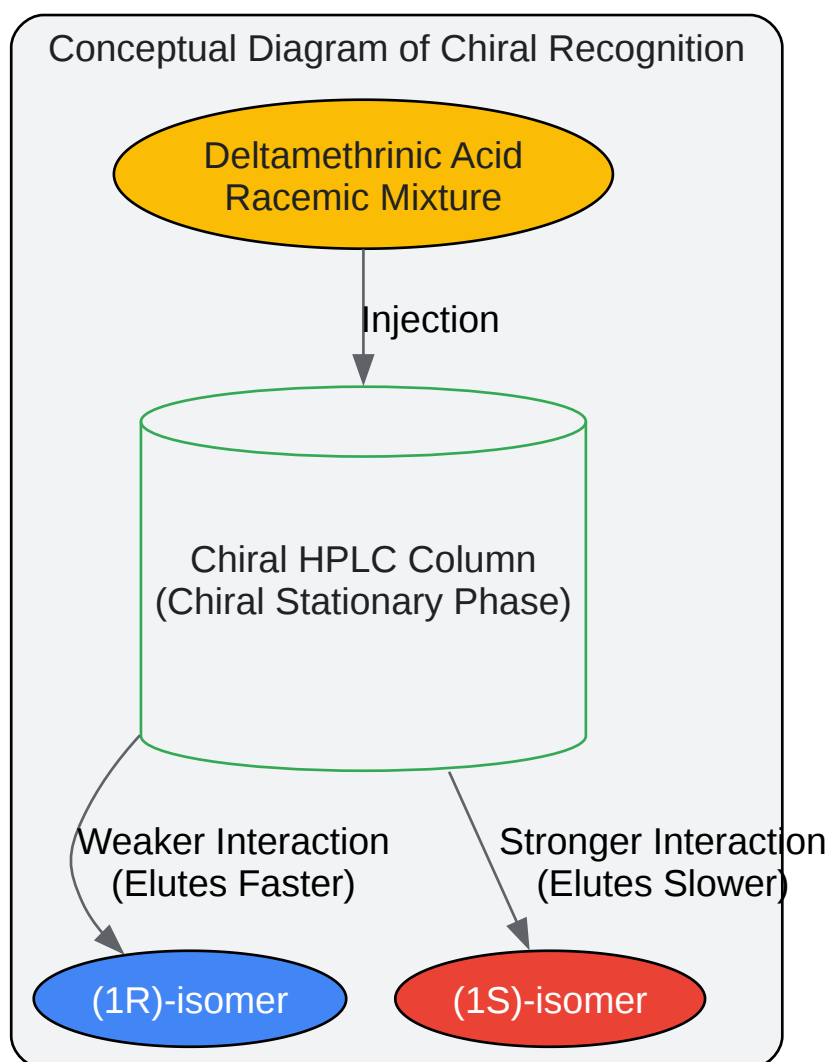 Conceptual Diagram of Chiral Recognition
Deltamethrinic Acid
Racemic Mixture
Injection
Chiral HPLC Column
(Chiral Stationary Phase)
Weaker Interaction
(Elutes Faster)
Stronger Interaction
(Elutes Slower)
(1R)-isomer
(1S)-isomer